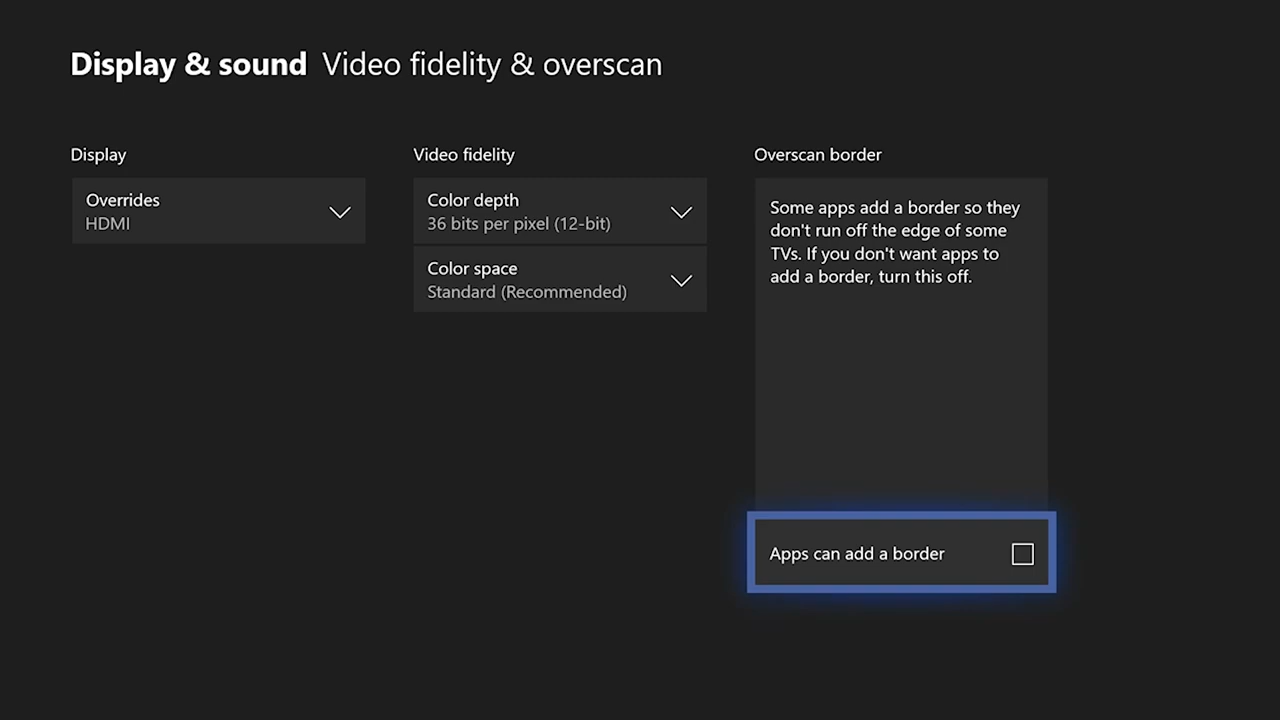 Display & sound Video fidelity & overscan
Display
Overrides
HDMI
Video fidelity
Color depth
36 bits per pixel (12-bit)
Color space
Standard (Recommended)
Overscan border
Some apps add a border so they
don't run off the edge of some
TVs. If you don't want apps to
add a border, turn this off.
Apps can add a border